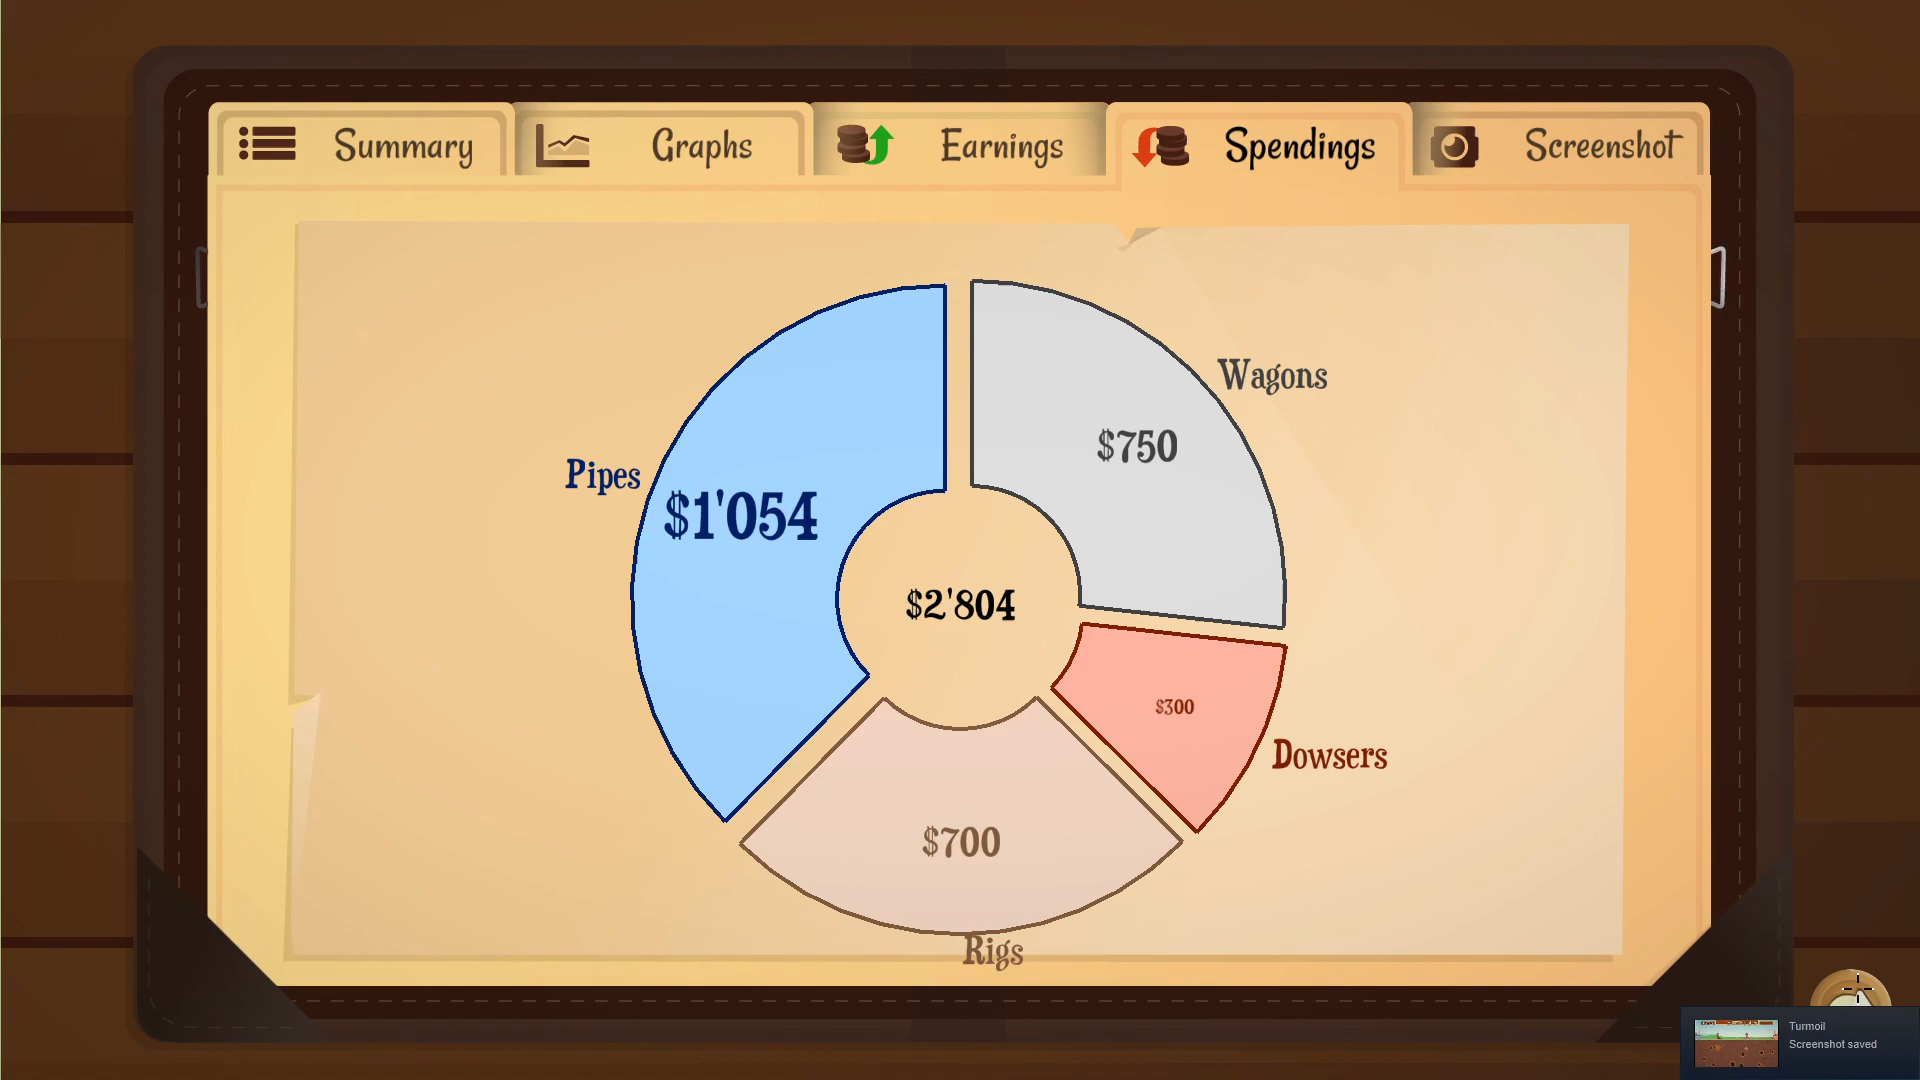 Summary
Graphs
Earnings
Spendings
Screenshot
Wagons
$750
Pipes
$1'054
$2'804
$300
Dowsers
$700
Rigs
Turmoil
Screenshot saved